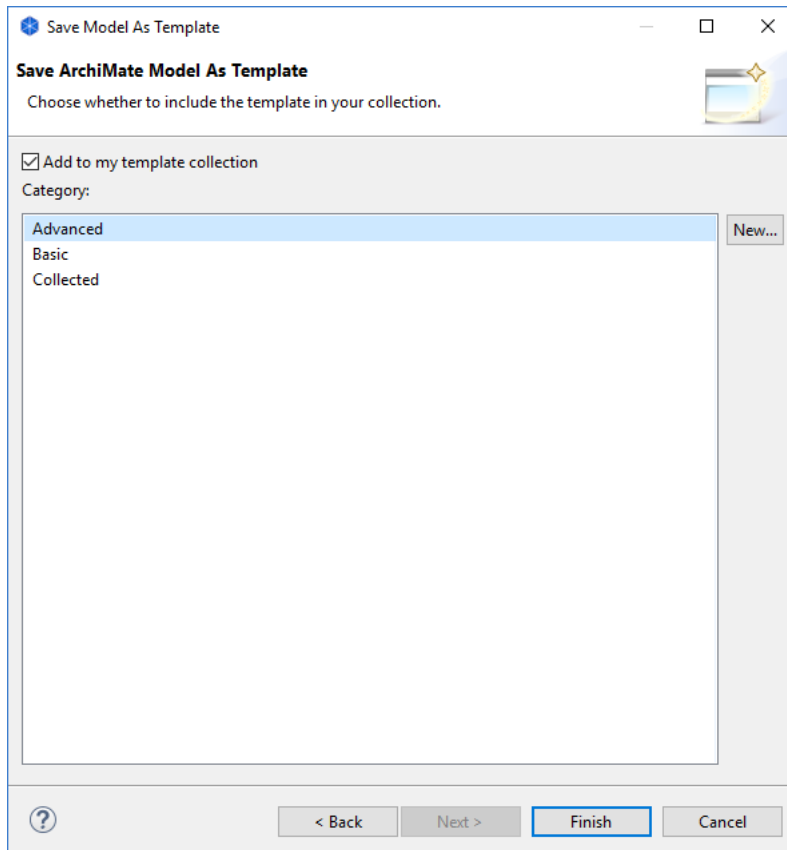 Save Model As Template
Save ArchiMate Model As Template
Choose whether to include the template in your collection.
Add to my template collection
Category:
Advanced
New...
Basic
Collected
?
< Back
Next >
Finish
Cancel